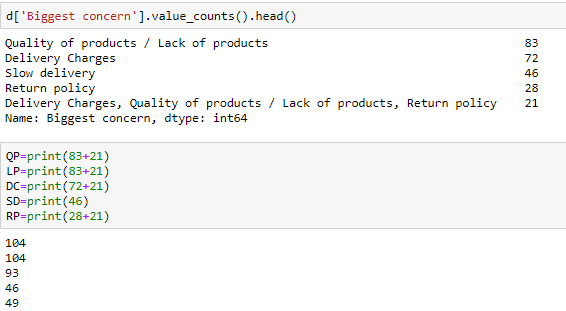 d['Biggest concern'].value_counts().head()
Quality of products / Lack of products 83
Delivery Charges 72
Slow delivery 46
Return policy 28
Delivery Charges, Quality of products / Lack of products, Return policy 21
Name: Biggest concern, dtype: int64
QP=print(83+21)
LP=print(83+21)
DC=print(72+21)
SD=print(46)
RP=print(28+21)
104
104
93
46
49